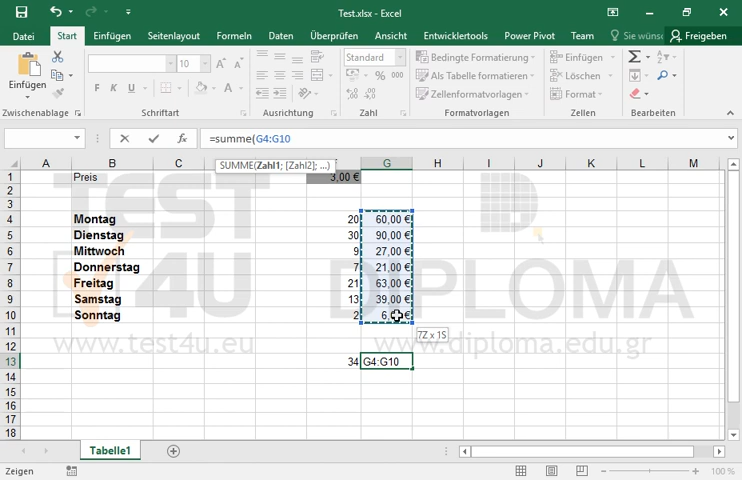 Test.xlsx - Excel
Datei Start Einfügen Seitenlayout Formeln Daten Überprüfen Ansicht Entwicklertools Power Pivot Team Sie wüns Freigeben
Einfügen
10
F K U
Standard
% 000
Bedingte Formatierung
Als Tabelle formatieren
Zellenformatvorlagen
Einfügen
Löschen
Format
Zwischenablage Schriftart Ausrichtung Zahl Formatvorlagen Zellen Bearbeiten
=summe(G4:G10
SUMME(Zahl1; [Zahl2]; ...)
A B C G H I J K L M
1 Preis 3,00 €
2
3
4 Montag 20 60,00 €
5 Dienstag 30 90,00 €
6 Mittwoch 9 27,00 €
7 Donnerstag 7 21,00 €
8 Freitag 21 63,00 €
9 Samstag 13 39,00 €
10 Sonntag 2 6, €
11
7Z x 1S
12
13 34 G4:G10
14
15
16
17
18
TEST 4U
www.test4u.eu
DIPLOMA
www.diploma.edu.gr
Tabelle1
Zeigen 100 %